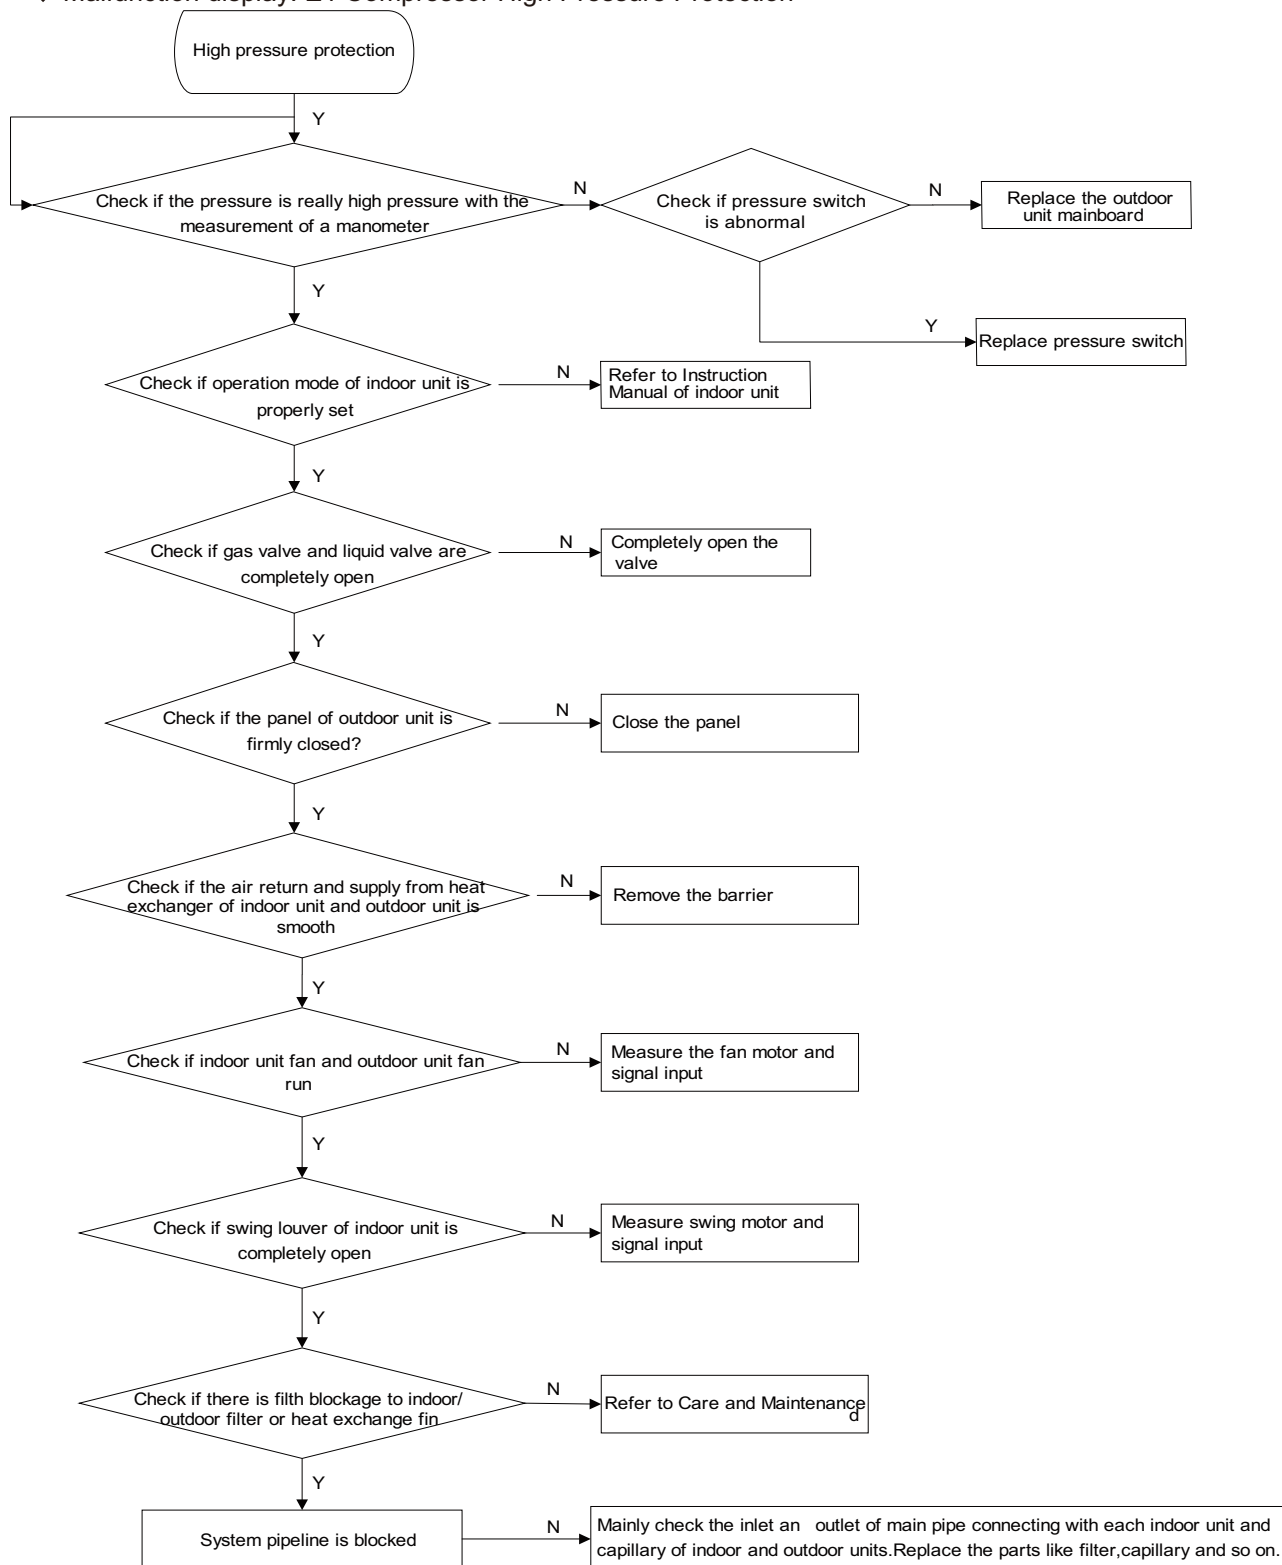 Malfunction display: E1 Compressor High Pressure Protection
High pressure protection
Y
Check if the pressure is really high pressure with the
measurement of a manometer
N
Check if pressure switch
is abnormal
N
Replace the outdoor
unit mainboard
Y
Replace pressure switch
Y
Check if operation mode of indoor unit is
properly set
N
Refer to Instruction
Manual of indoor unit
Y
Check if gas valve and liquid valve are
completely open
N
Completely open the
valve
Y
Check if the panel of outdoor unit is
firmly closed?
N
Close the panel
Y
Check if the air return and supply from heat
exchanger of indoor unit and outdoor unit is
smooth
N
Remove the barrier
Y
Check if indoor unit fan and outdoor unit fan
run
N
Measure the fan motor and
signal input
Y
Check if swing louver of indoor unit is
completely open
N
Measure swing motor and
signal input
Y
Check if there is filth blockage to indoor/
outdoor filter or heat exchange fin
N
Refer to Care and Maintenance
d
Y
System pipeline is blocked
N
Mainly check the inlet an outlet of main pipe connecting with each indoor unit and
capillary of indoor and outdoor units.Replace the parts like filter,capillary and so on.